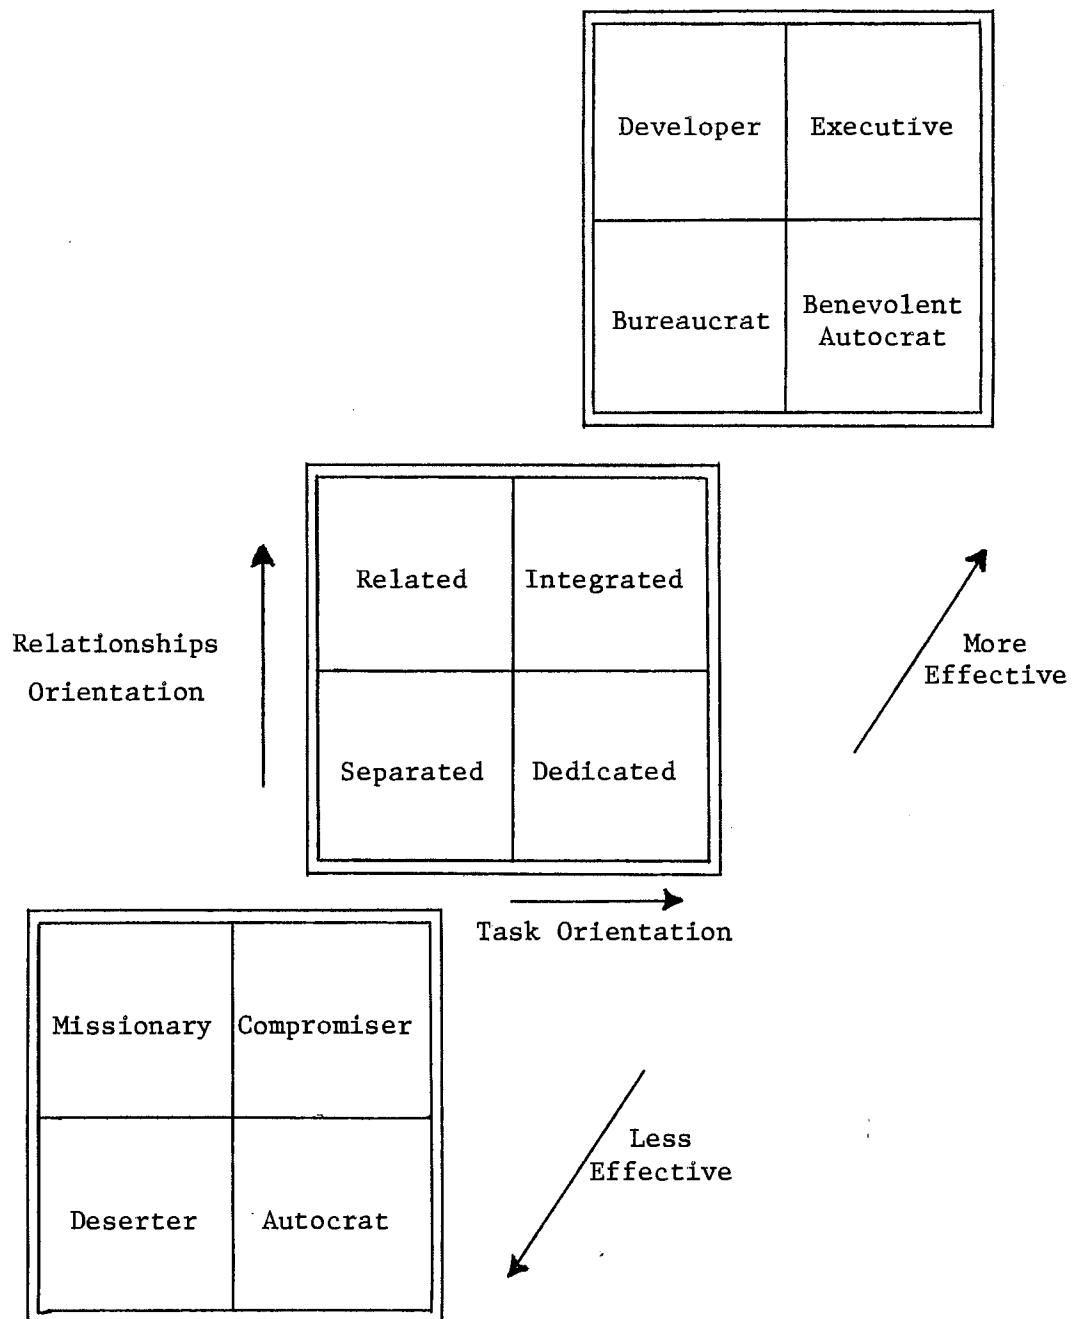 Developer
Executive
Bureaucrat
Benevolent
Autocrat
Related
Integrated
Relationships
Orientation
More
Effective
Separated
Dedicated
Task Orientation
Missionary
Compromiser
Less
Effective
Deserter
Autocrat